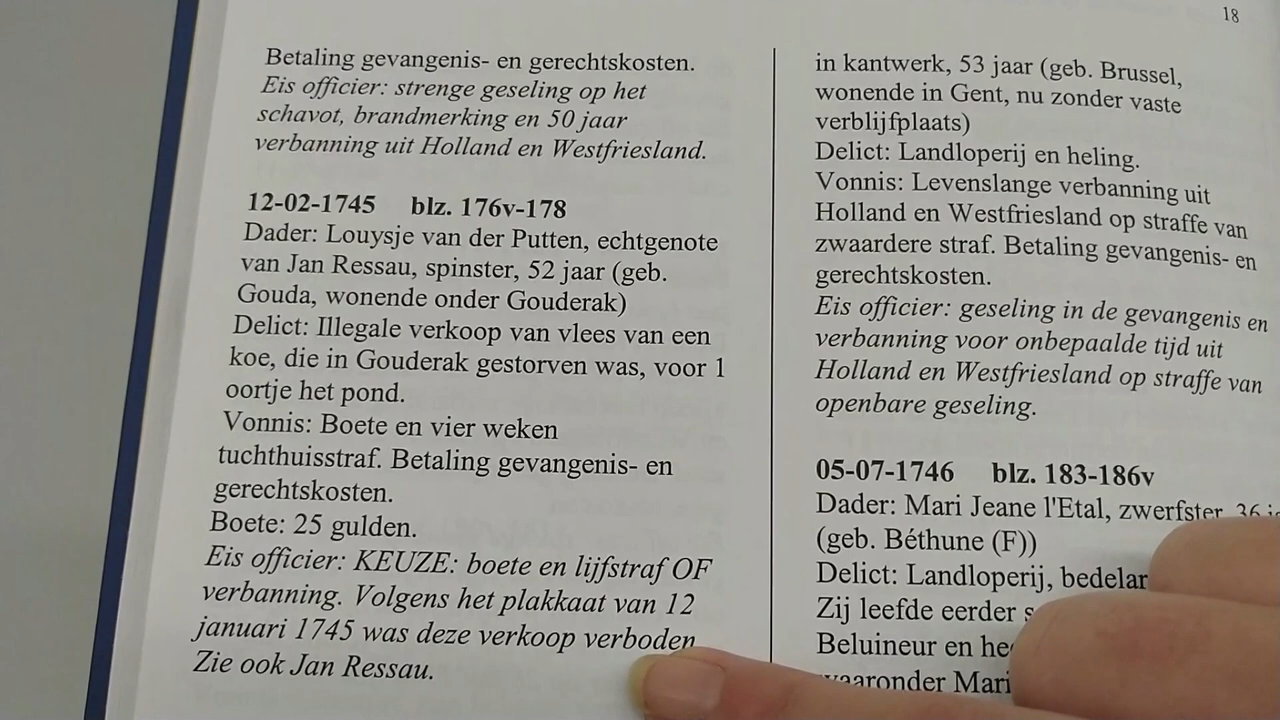 18
Betaling gevangenis- en gerechtskosten.
Eis officier: strenge geseling op het
schavot, brandmerking en 50 jaar
verbanning uit Holland en Westfriesland.
12-02-1745 blz. 176v-178
Dader: Louysje van der Putten, echtgenote
van Jan Ressau, spinster, 52 jaar (geb.
Gouda, wonende onder Gouderak)
Delict: Illegale verkoop van vlees van een
koe, die in Gouderak gestorven was, voor 1
oortje het pond.
Vonnis: Boete en vier weken
tuchthuisstraf. Betaling gevangenis- en
gerechtskosten.
Boete: 25 gulden.
Eis officier: KEUZE: boete en lijfstraf OF
verbanning. Volgens het plakkaat van 12
januari 1745 was deze verkoop verboden
Zie ook Jan Ressau.
in kantwerk, 53 jaar (geb. Brussel,
wonende in Gent, nu zonder vaste
verblijfplaats)
Delict: Landloperij en heling.
Vonnis: Levenslange verbanning uit
Holland en Westfriesland op straffe van
zwaardere straf. Betaling gevangenis- en
gerechtskosten.
Eis officier: geseling in de gevangenis en
verbanning voor onbepaalde tijd uit
Holland en Westfriesland op straffe van
openbare geseling.
05-07-1746 blz. 183-186v
Dader: Mari Jeane l'Etal, zwerfster, 36
(geb. Béthune (F))
Delict: Landloperij, bedelar
Zij leefde eerder
Beluineur en
waaronder Mari